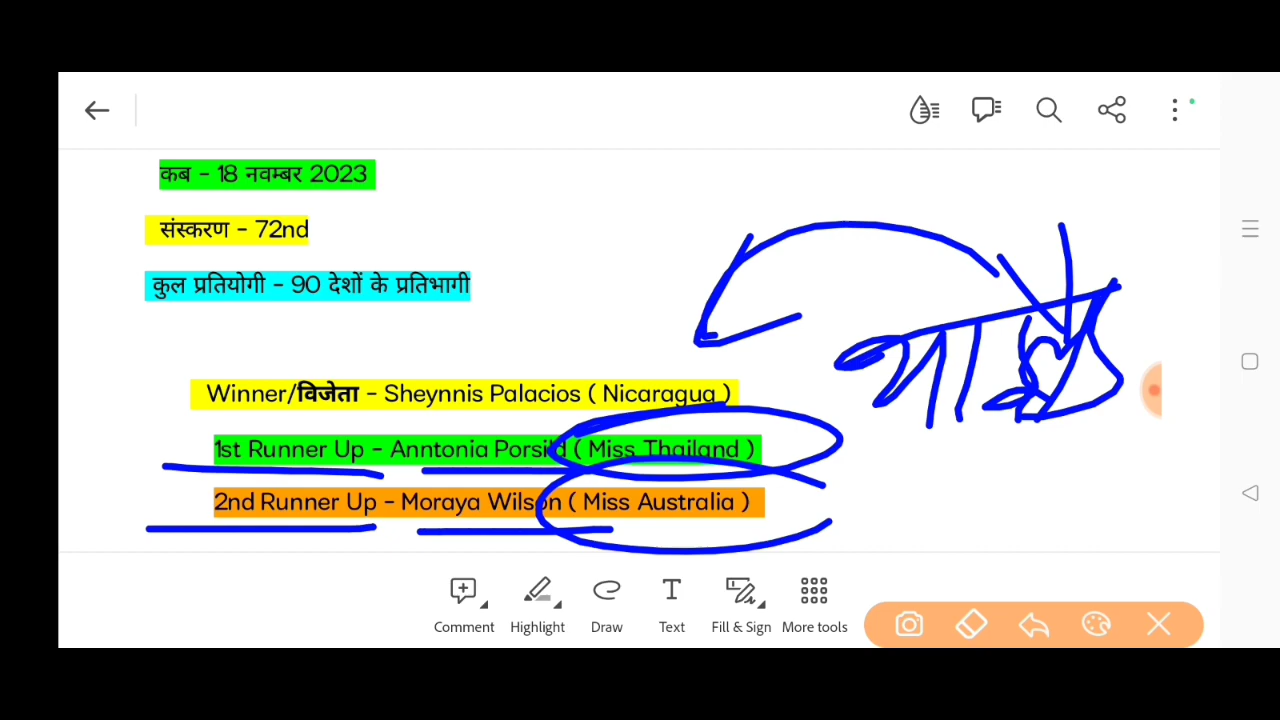 कब - 18 नवम्बर 2023
संस्करण - 72nd
कुल प्रतियोगी - 90 देशों के प्रतिभागी
Winner/विजेता - Sheynnis Palacios ( Nicaragua )
1st Runner Up - Anntonia Porsild ( Miss Thailand )
2nd Runner Up - Moraya Wilson ( Miss Australia )
Comment Highlight Draw Text Fill & Sign More tools